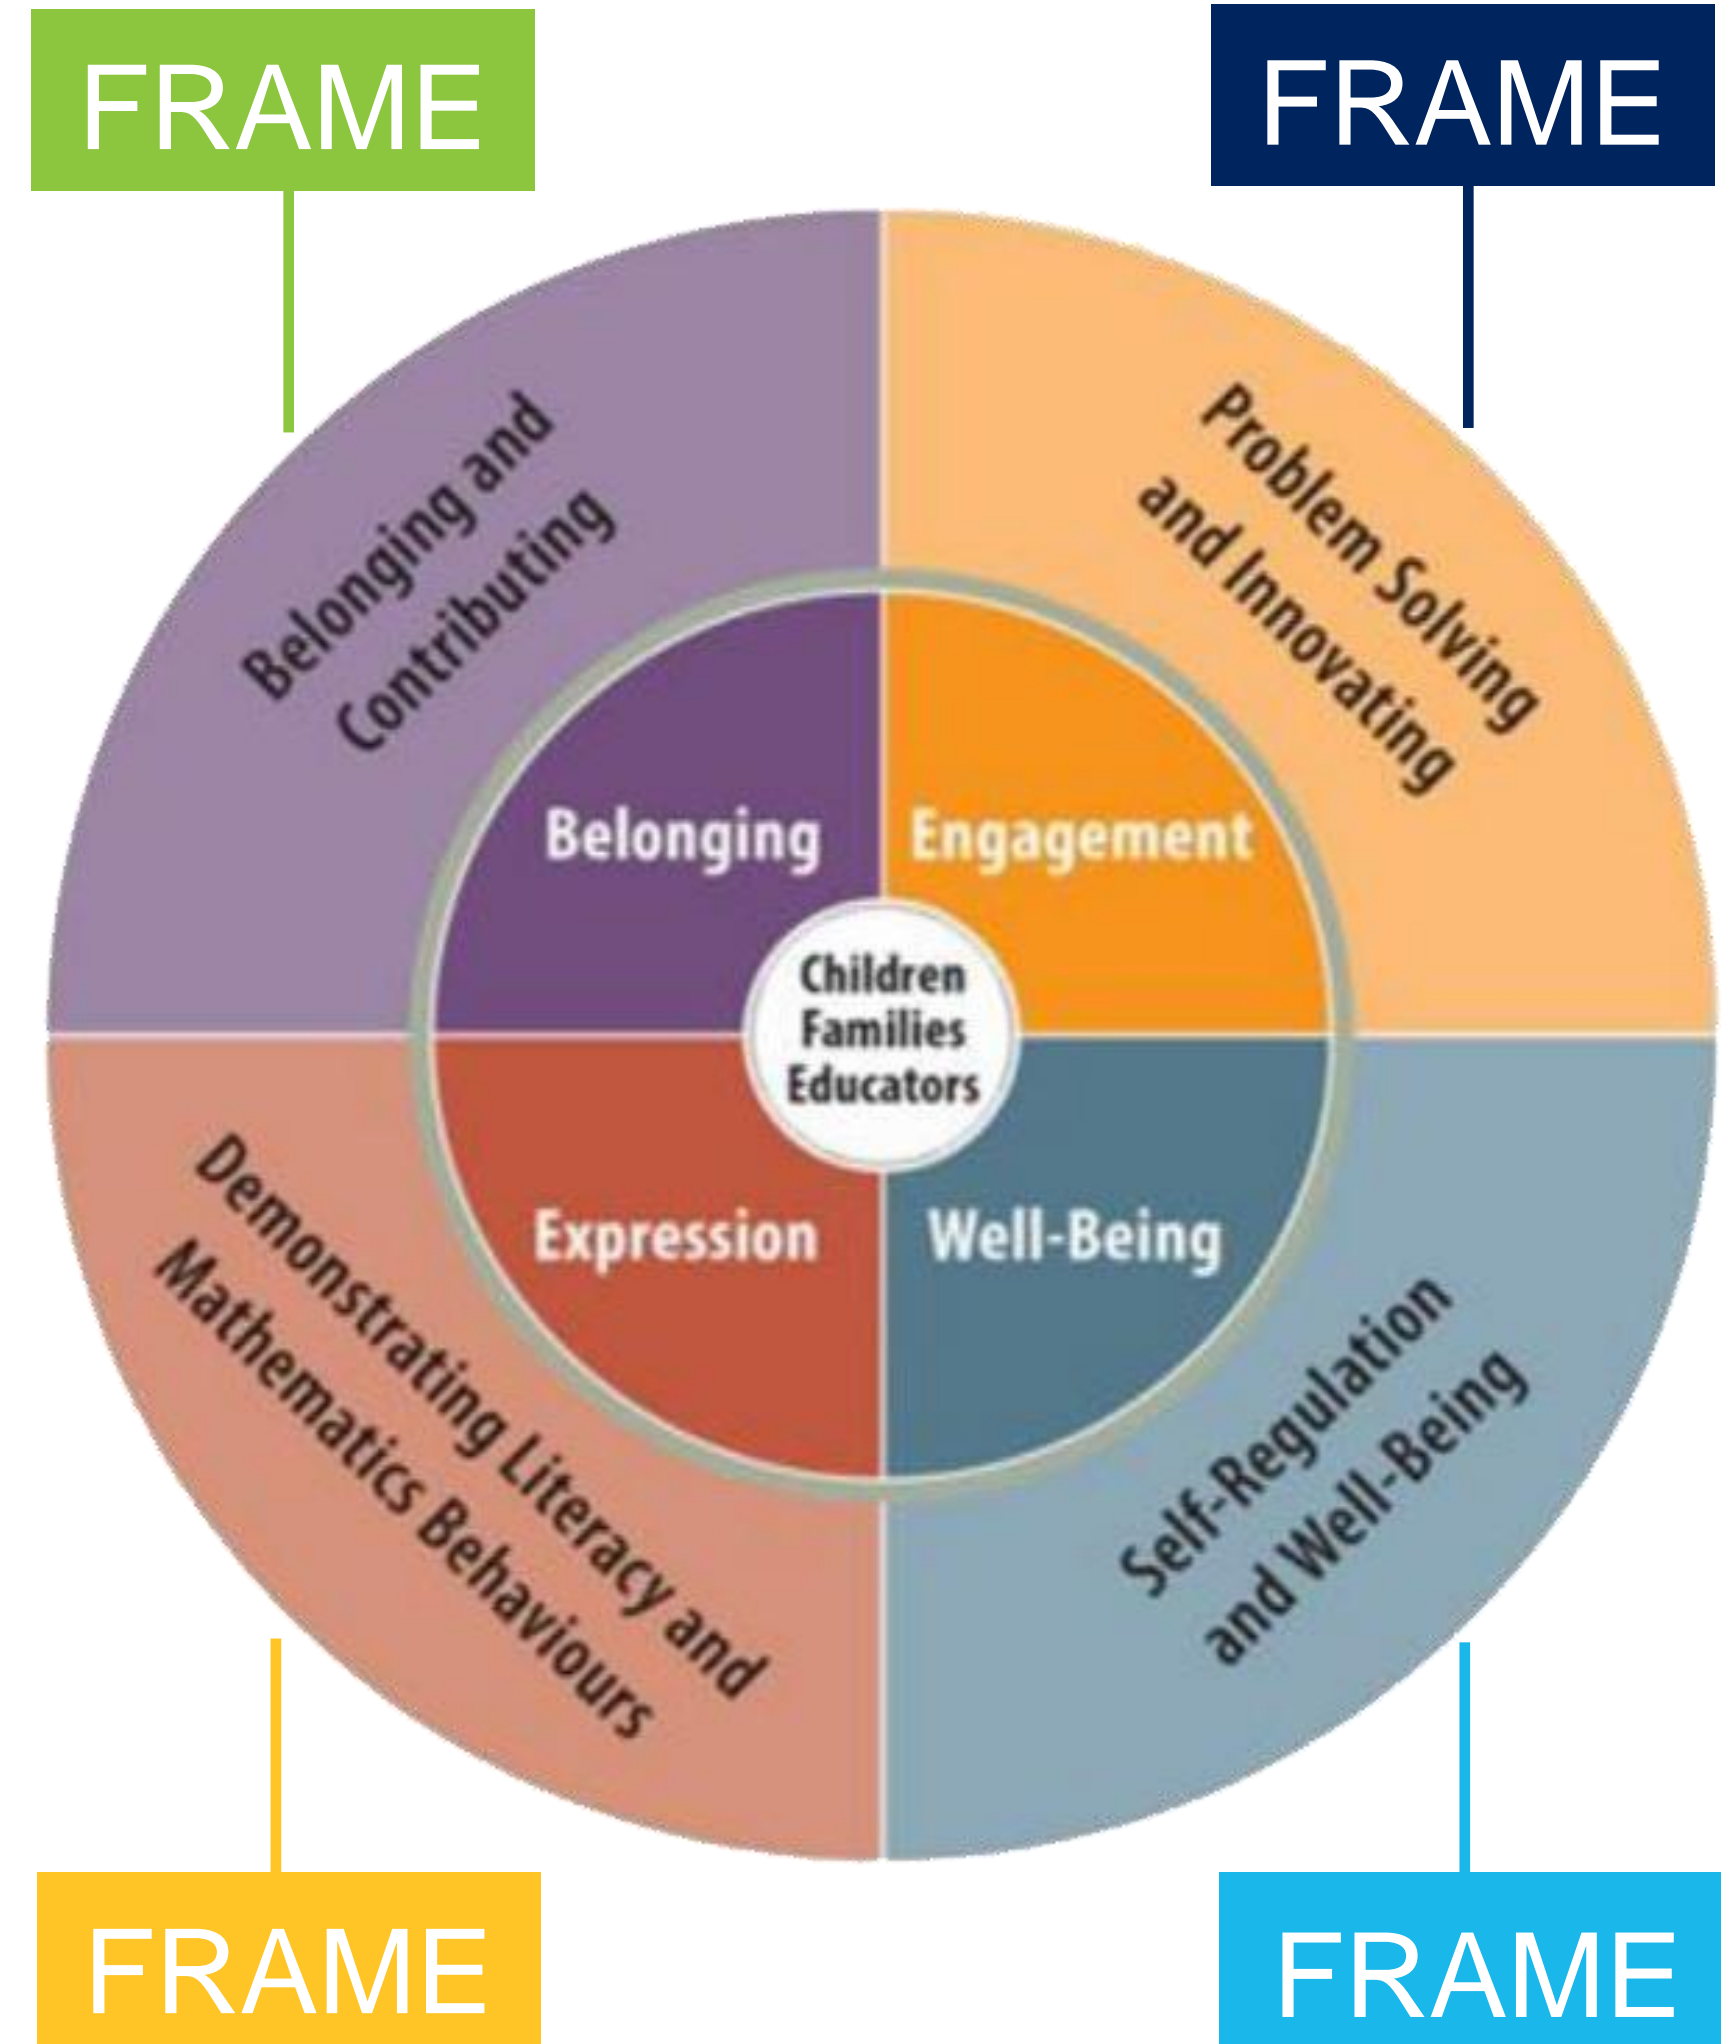 FRAME
FRAME
Belonging and
Contributing
Problem Solving
and Innovating
Belonging
Engagement
Children
Families
Educators
Expression
Well-Being
Demonstrating Literacy and
Mathematics Behaviours
Self-Regulation
and Well-Being
FRAME
FRAME